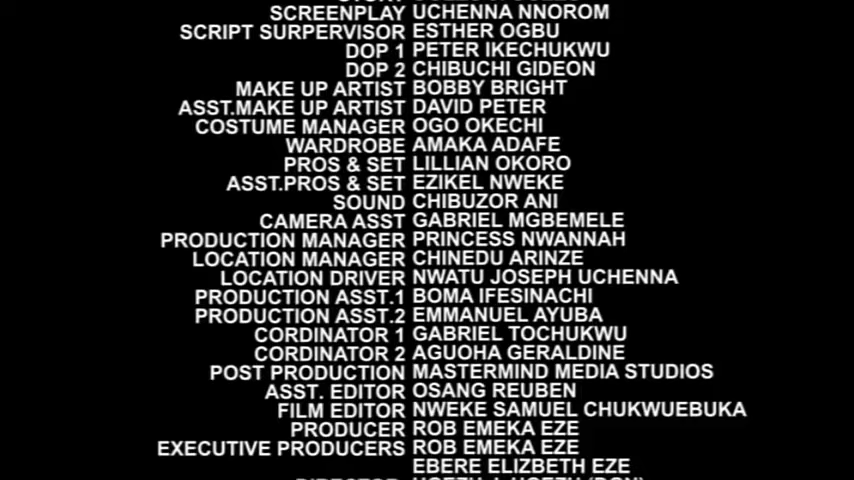 SCREENPLAY UCHENNA NNOROM
SCRIPT SURPERVISOR ESTHER OGBU
DOP 1 PETER IKECHUKWU
DOP 2 CHIBUCHI GIDEON
MAKE UP ARTIST BOBBY BRIGHT
ASST.MAKE UP ARTIST DAVID PETER
COSTUME MANAGER OGO OKECHI
WARDROBE AMAKA ADAFE
PROS & SET LILLIAN OKORO
ASST.PROS & SET EZIKEL NWEKE
SOUND CHIBUZOR ANI
CAMERA ASST GABRIEL MGBEMELE
PRODUCTION MANAGER PRINCESS NWANNAH
LOCATION MANAGER CHINEDU ARINZE
LOCATION DRIVER NWATU JOSEPH UCHENNA
PRODUCTION ASST.1 BOMA IFESINACHI
PRODUCTION ASST.2 EMMANUEL AYUBA
CORDINATOR 1 GABRIEL TOCHUKWU
CORDINATOR 2 AGUOHA GERALDINE
POST PRODUCTION MASTERMIND MEDIA STUDIOS
ASST. EDITOR OSANG REUBEN
FILM EDITOR NWEKE SAMUEL CHUKWUEBUKA
PRODUCER ROB EMEKA EZE
EXECUTIVE PRODUCERS ROB EMEKA EZE
EBERE ELIZBETH EZE
DIRECTOR